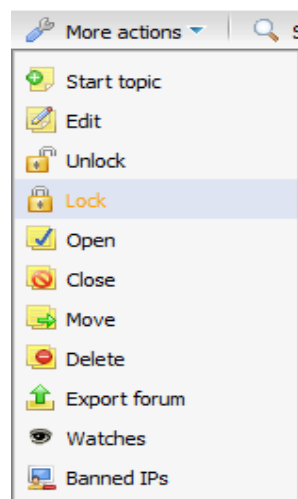 More actions
Start topic
Edit
Unlock
Lock
Open
Close
Move
Delete
Export forum
Watches
Banned IPs